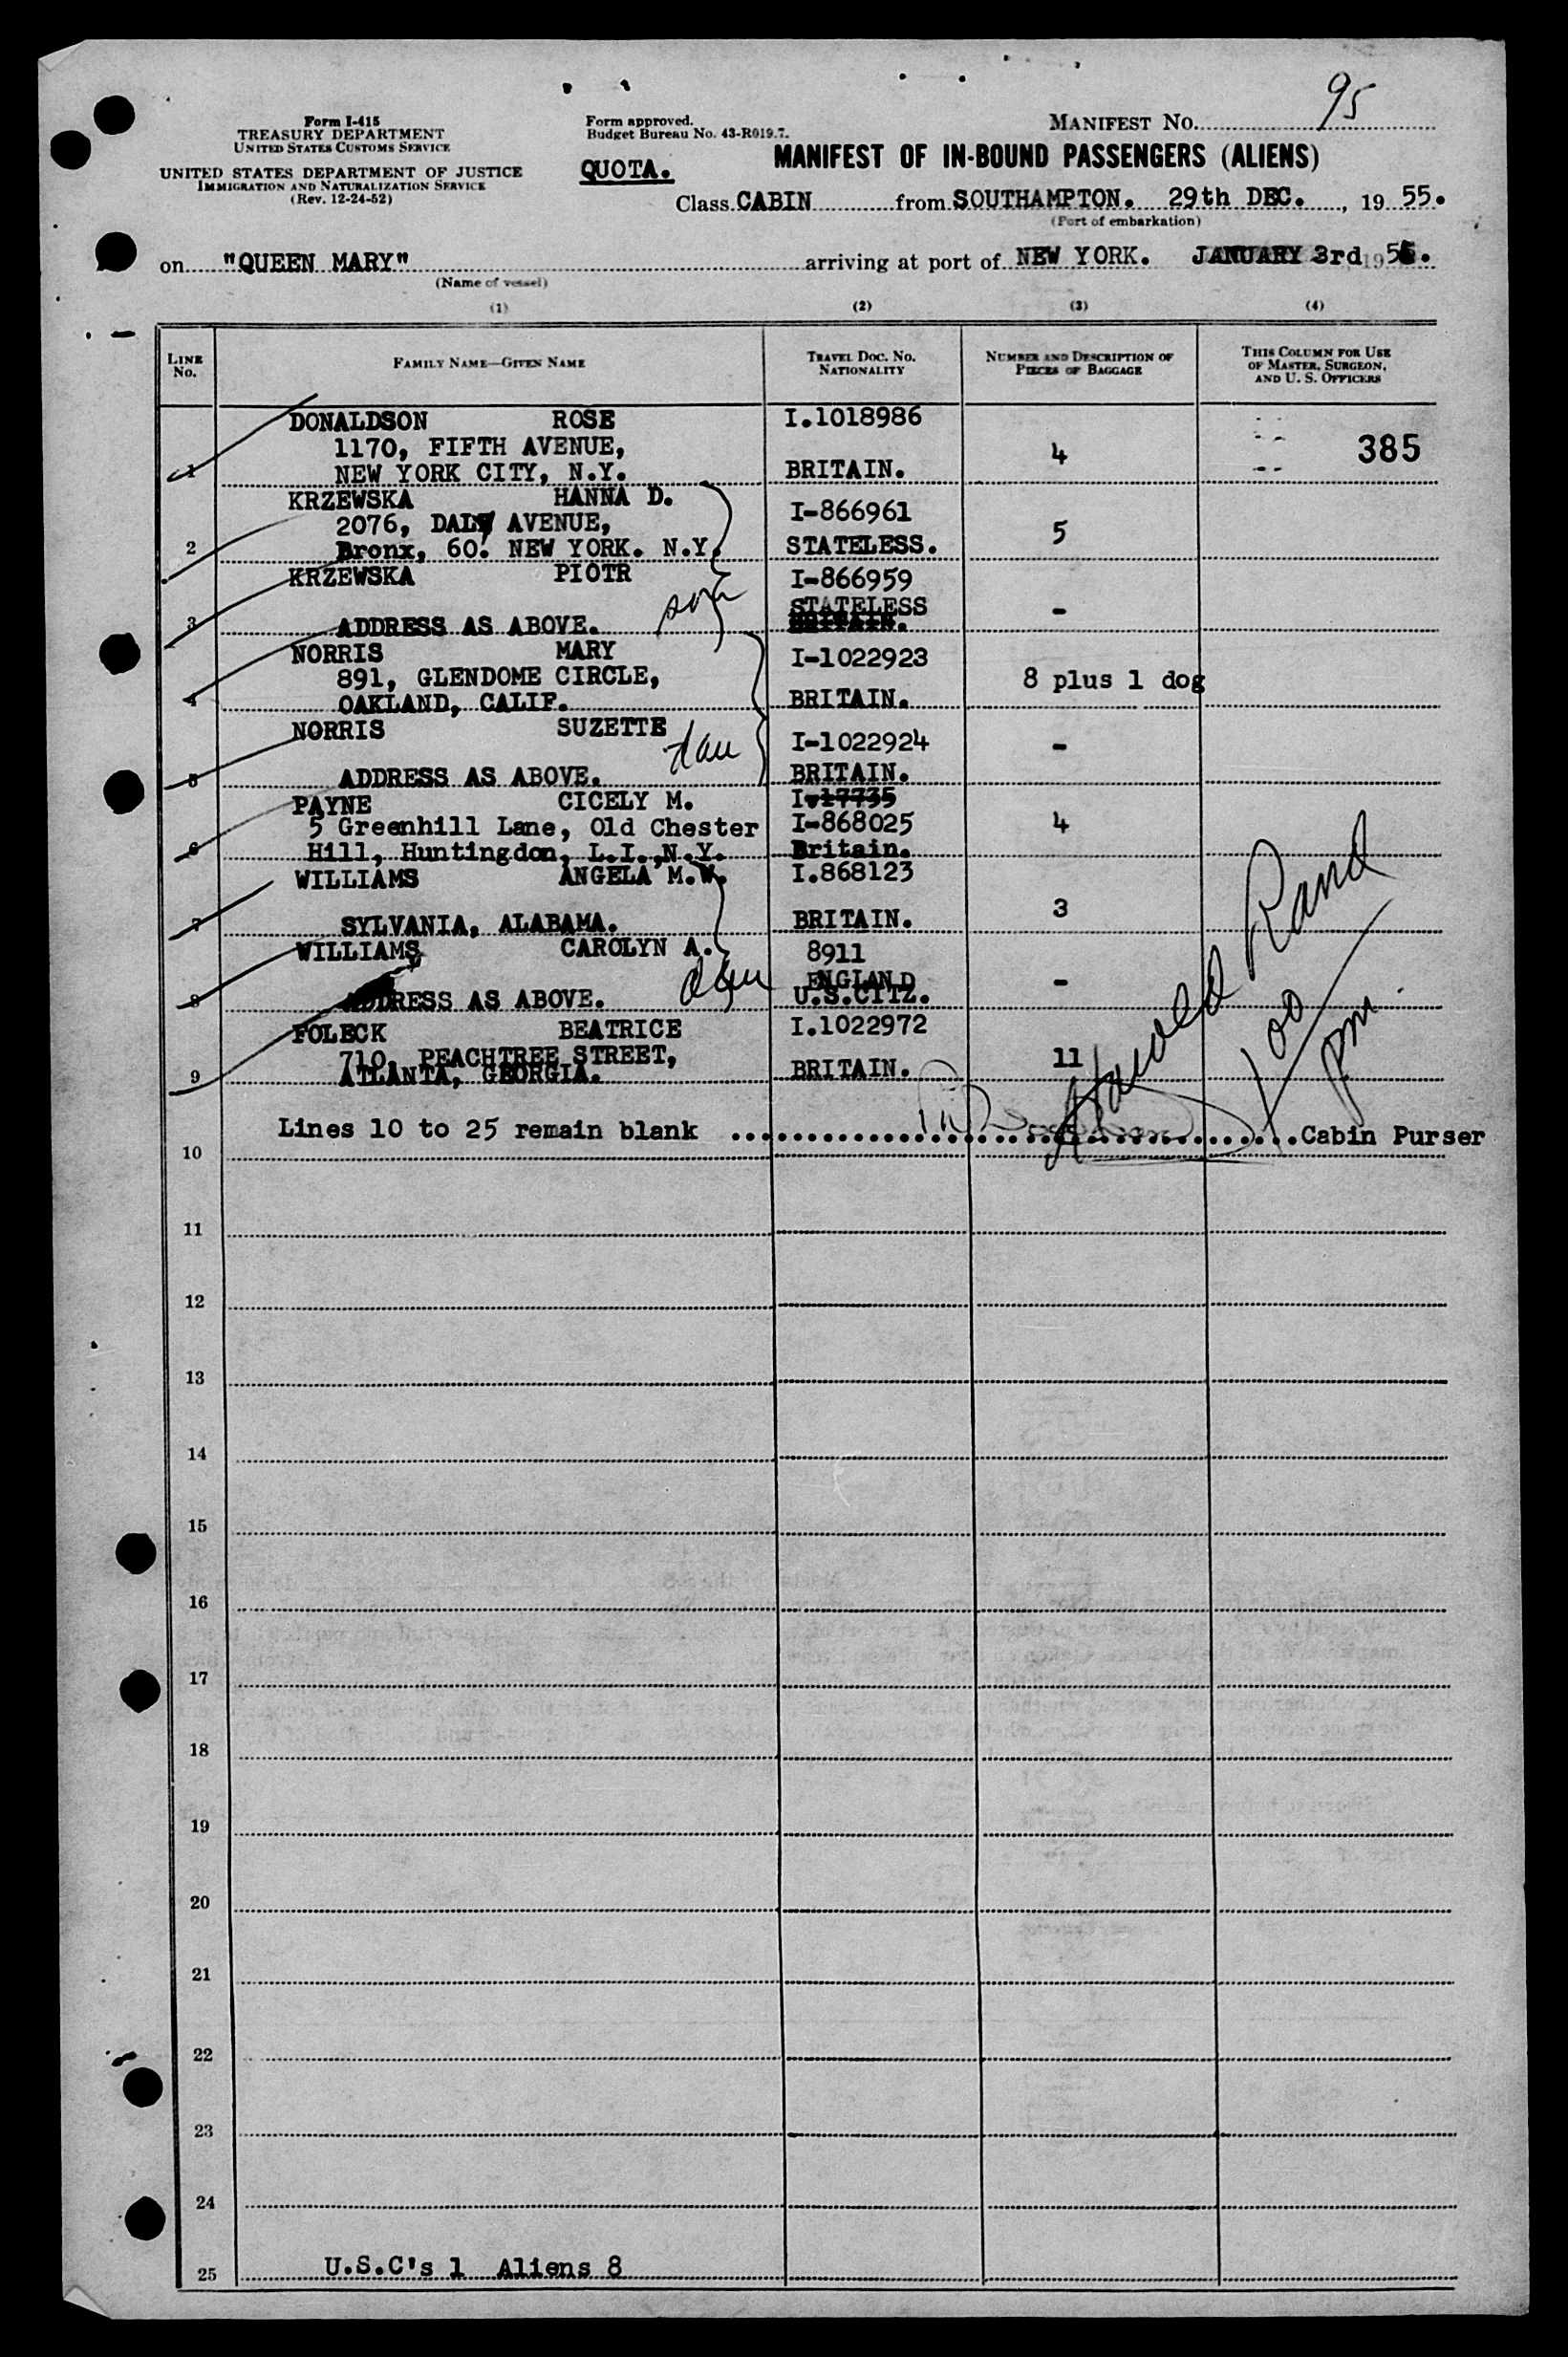 95
Form I-415
TREASURY DEPARTMENT
UNITED STATES CUSTOMS SERVICE
UNITED STATES DEPARTMENT OF JUSTICE
IMMIGRATION AND NATURALIZATION SERVICE
(Rev. 12-24-52)
Form approved.
Budget Bureau No. 43-R019.7.
QUOTA.
MANIFEST NO.
MANIFEST OF IN-BOUND PASSENGERS (ALIENS)
Class CABIN from SOUTHAMPTON. 29th DEC., 19 55.
(Port of embarkation)
on "QUEEN MARY" arriving at port of NEW YORK. JANUARY 3rd 1956.
(Name of vessel)
(1) (2) (3) (4)
LINE NO.
FAMILY NAME—GIVEN NAME
TRAVEL DOC. NO. NATIONALITY
NUMBER AND DESCRIPTION OF PIECES OF BAGGAGE
THIS COLUMN FOR USE OF MASTER, SURGEON, AND U. S. OFFICERS
DONALDSON ROSE I.1018986
1170, FIFTH AVENUE, 4 385
1 NEW YORK CITY, N.Y. BRITAIN.
KRZEWSKA HANNA D. I-866961
2076, DALY AVENUE, 5
2 Bronx, 60. NEW YORK. N.Y. STATELESS.
KRZEWSKA PIOTR I-866959
son STATELESS -
3 ADDRESS AS ABOVE. BRITAIN.
NORRIS MARY I-1022923
891, GLENDOME CIRCLE, 8 plus 1 dog
4 OAKLAND, CALIF. BRITAIN.
NORRIS SUZETTE I-1022924
dau -
5 ADDRESS AS ABOVE. BRITAIN.
PAYNE CICELY M. I.17735
5 Greenhill Lane, Old Chester I-868025 4
6 Hill, Huntingdon, L.I., N.Y. Britain.
WILLIAMS ANGELA M.W. I.868123
3
7 SYLVANIA, ALABAMA. BRITAIN.
WILLIAMS CAROLYN A. 8911
dau ENGLAND -
8 ADDRESS AS ABOVE. U.S.CITZ.
FOLECK BEATRICE I.1022972
710, PEACHTREE STREET, 11
9 ATLANTA, GEORGIA. BRITAIN.
Harold Rand
100
pm
Lines 10 to 25 remain blank Cabin Purser
10
11
12
13
14
15
16
17
18
19
20
21
22
23
24
25 U.S.C's 1 Aliens 8